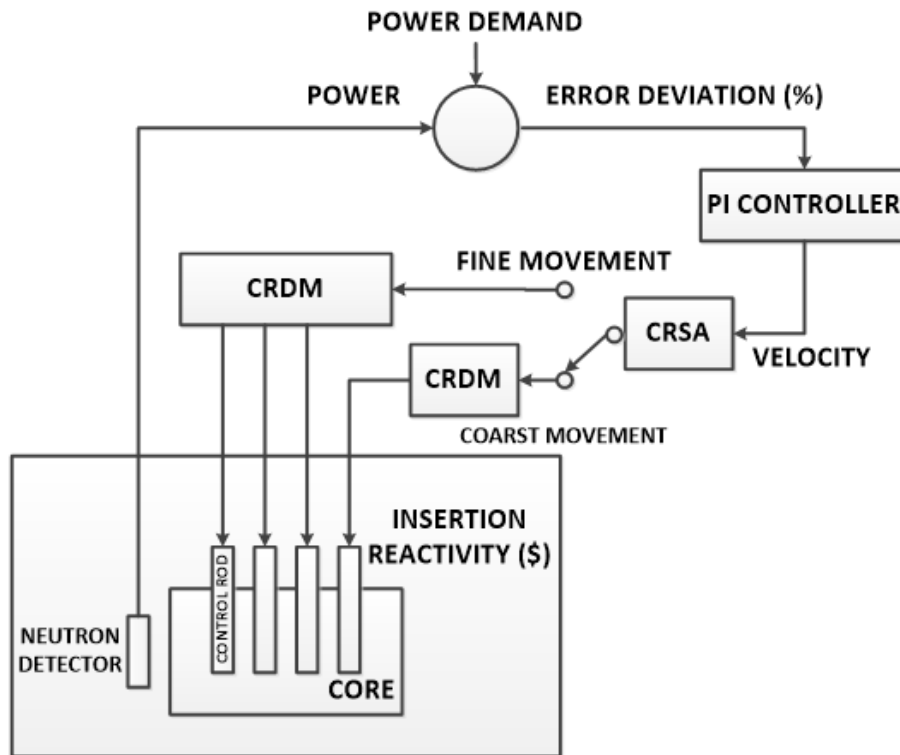 POWER DEMAND
POWER
ERROR DEVIATION (%)
PI CONTROLLER
FINE MOVEMENT
CRDM
CRSA
VELOCITY
CRDM
COARST MOVEMENT
INSERTION
REACTIVITY ($)
CONTROL ROD
NEUTRON
DETECTOR
CORE